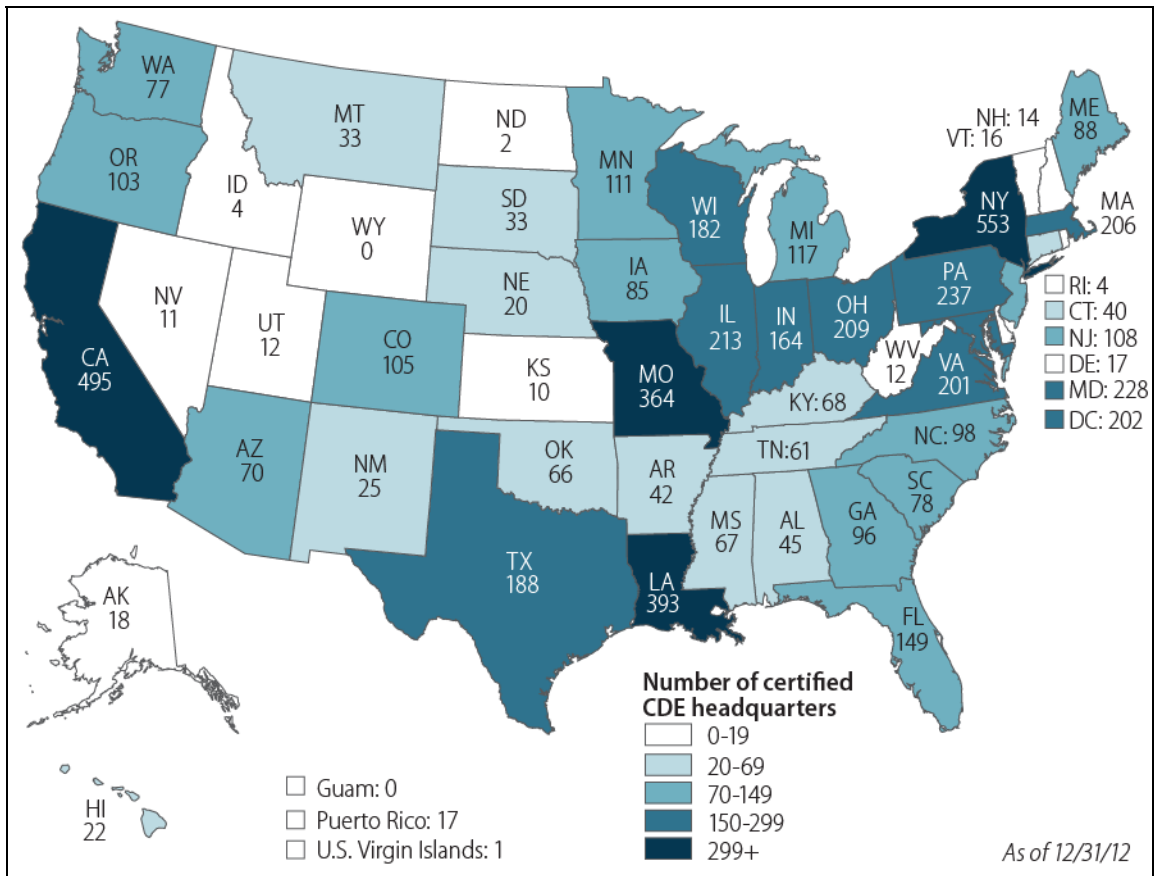 WA
77
MT
33
ND
2
OR
103
ID
4
WY
0
SD
33
MN
111
WI
182
MI
117
NH: 14
VT: 16
ME
88
NY
553
MA
206
NV
11
UT
12
CO
105
NE
20
IA
85
IL
213
IN
164
OH
209
PA
237
RI: 4
CT: 40
NJ: 108
DE: 17
MD: 228
DC: 202
CA
495
KS
10
MO
364
KY: 68
WV
12
VA
201
AZ
70
NM
25
OK
66
AR
42
TN:61
NC: 98
SC
78
MS
67
AL
45
GA
96
TX
188
LA
393
FL
149
AK
18
HI
22
Guam: 0
Puerto Rico: 17
U.S. Virgin Islands: 1
Number of certified
CDE headquarters
0-19
20-69
70-149
150-299
299+
As of 12/31/12